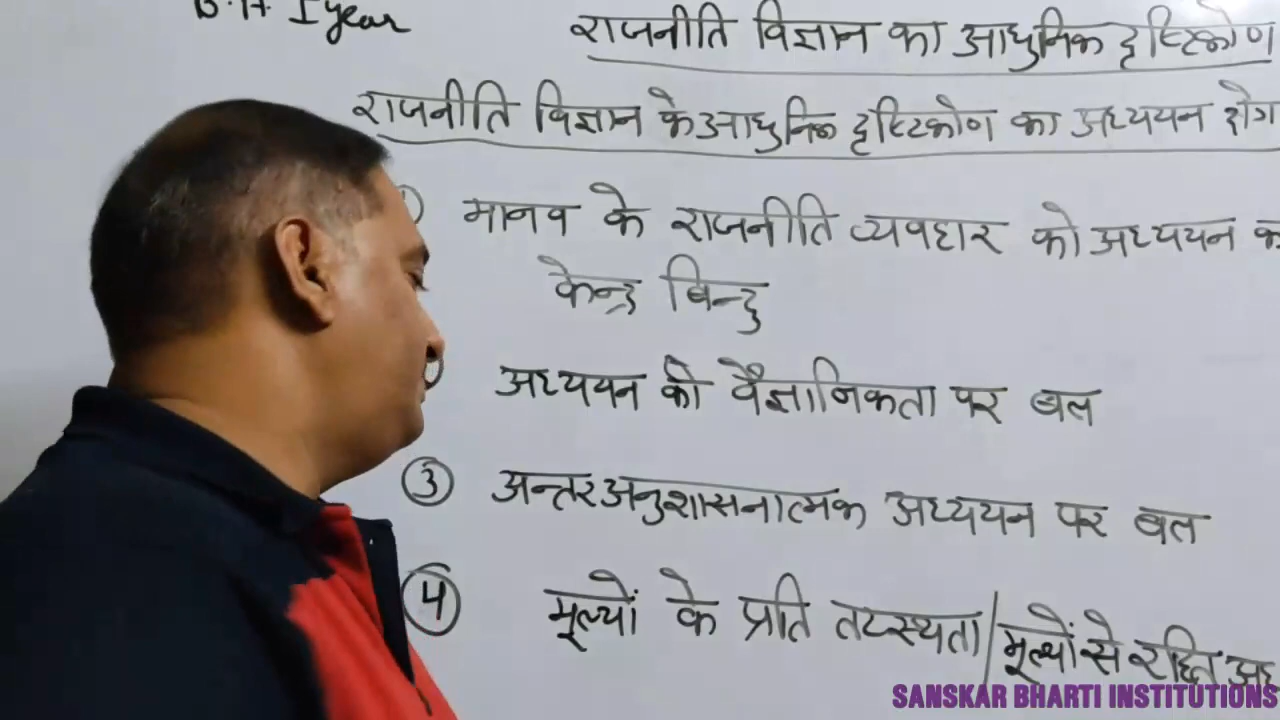 B.A. I year
राजनीति विज्ञान का आधुनिक दृष्टिकोण
राजनीति विज्ञान के आधुनिक दृष्टिकोण का अध्ययन क्षेत्र
मानव के राजनीति व्यवहार को अध्ययन
केन्द्र बिन्दु
अध्ययन की वैज्ञानिकता पर बल
③ अन्तरअनुशासनात्मक अध्ययन पर बल
④ मूल्यों के प्रति तटस्थता/मूल्यों से रहित
SANSKAR BHARTI INSTITUTIONS